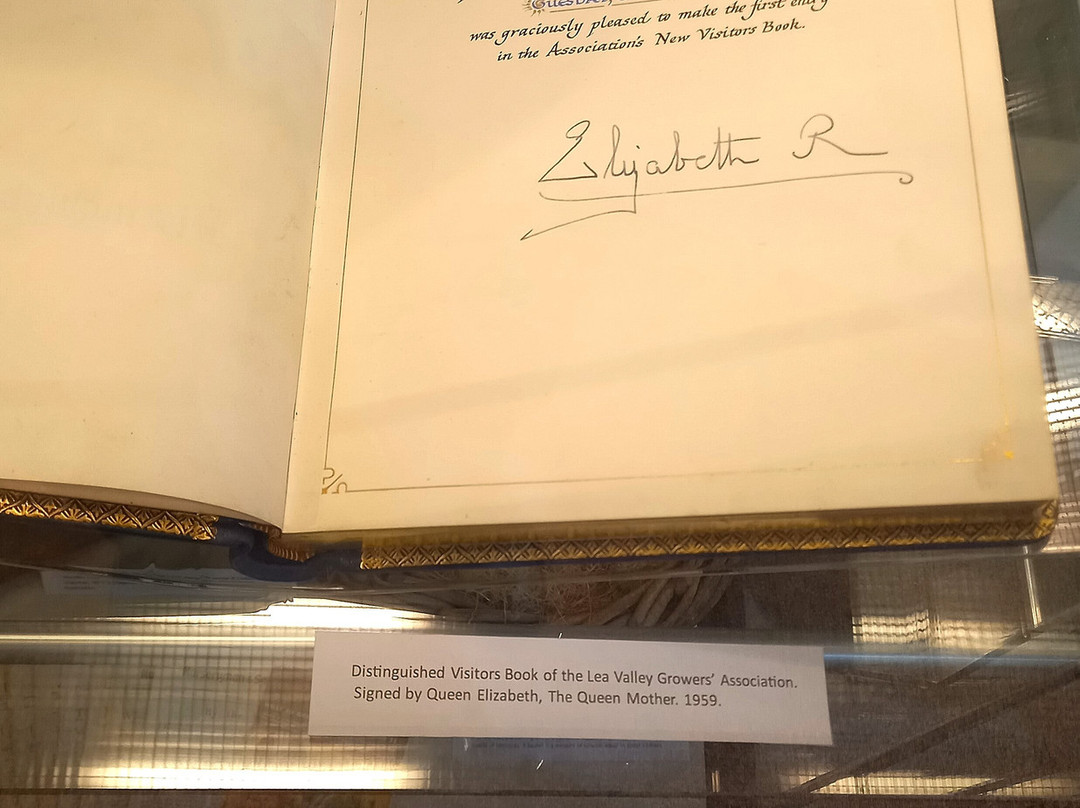 was graciously pleased to make the first entry
in the Association's New Visitors Book.
Elizabeth R
Distinguished Visitors Book of the Lea Valley Growers' Association.
Signed by Queen Elizabeth, The Queen Mother. 1959.